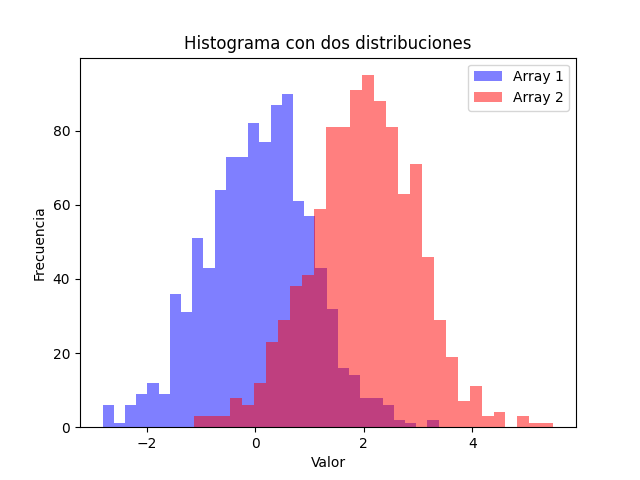 Histograma con dos distribuciones
Array 1
Array 2
80
60
40
20
0
Frecuencia
−2
0
2
4
Valor